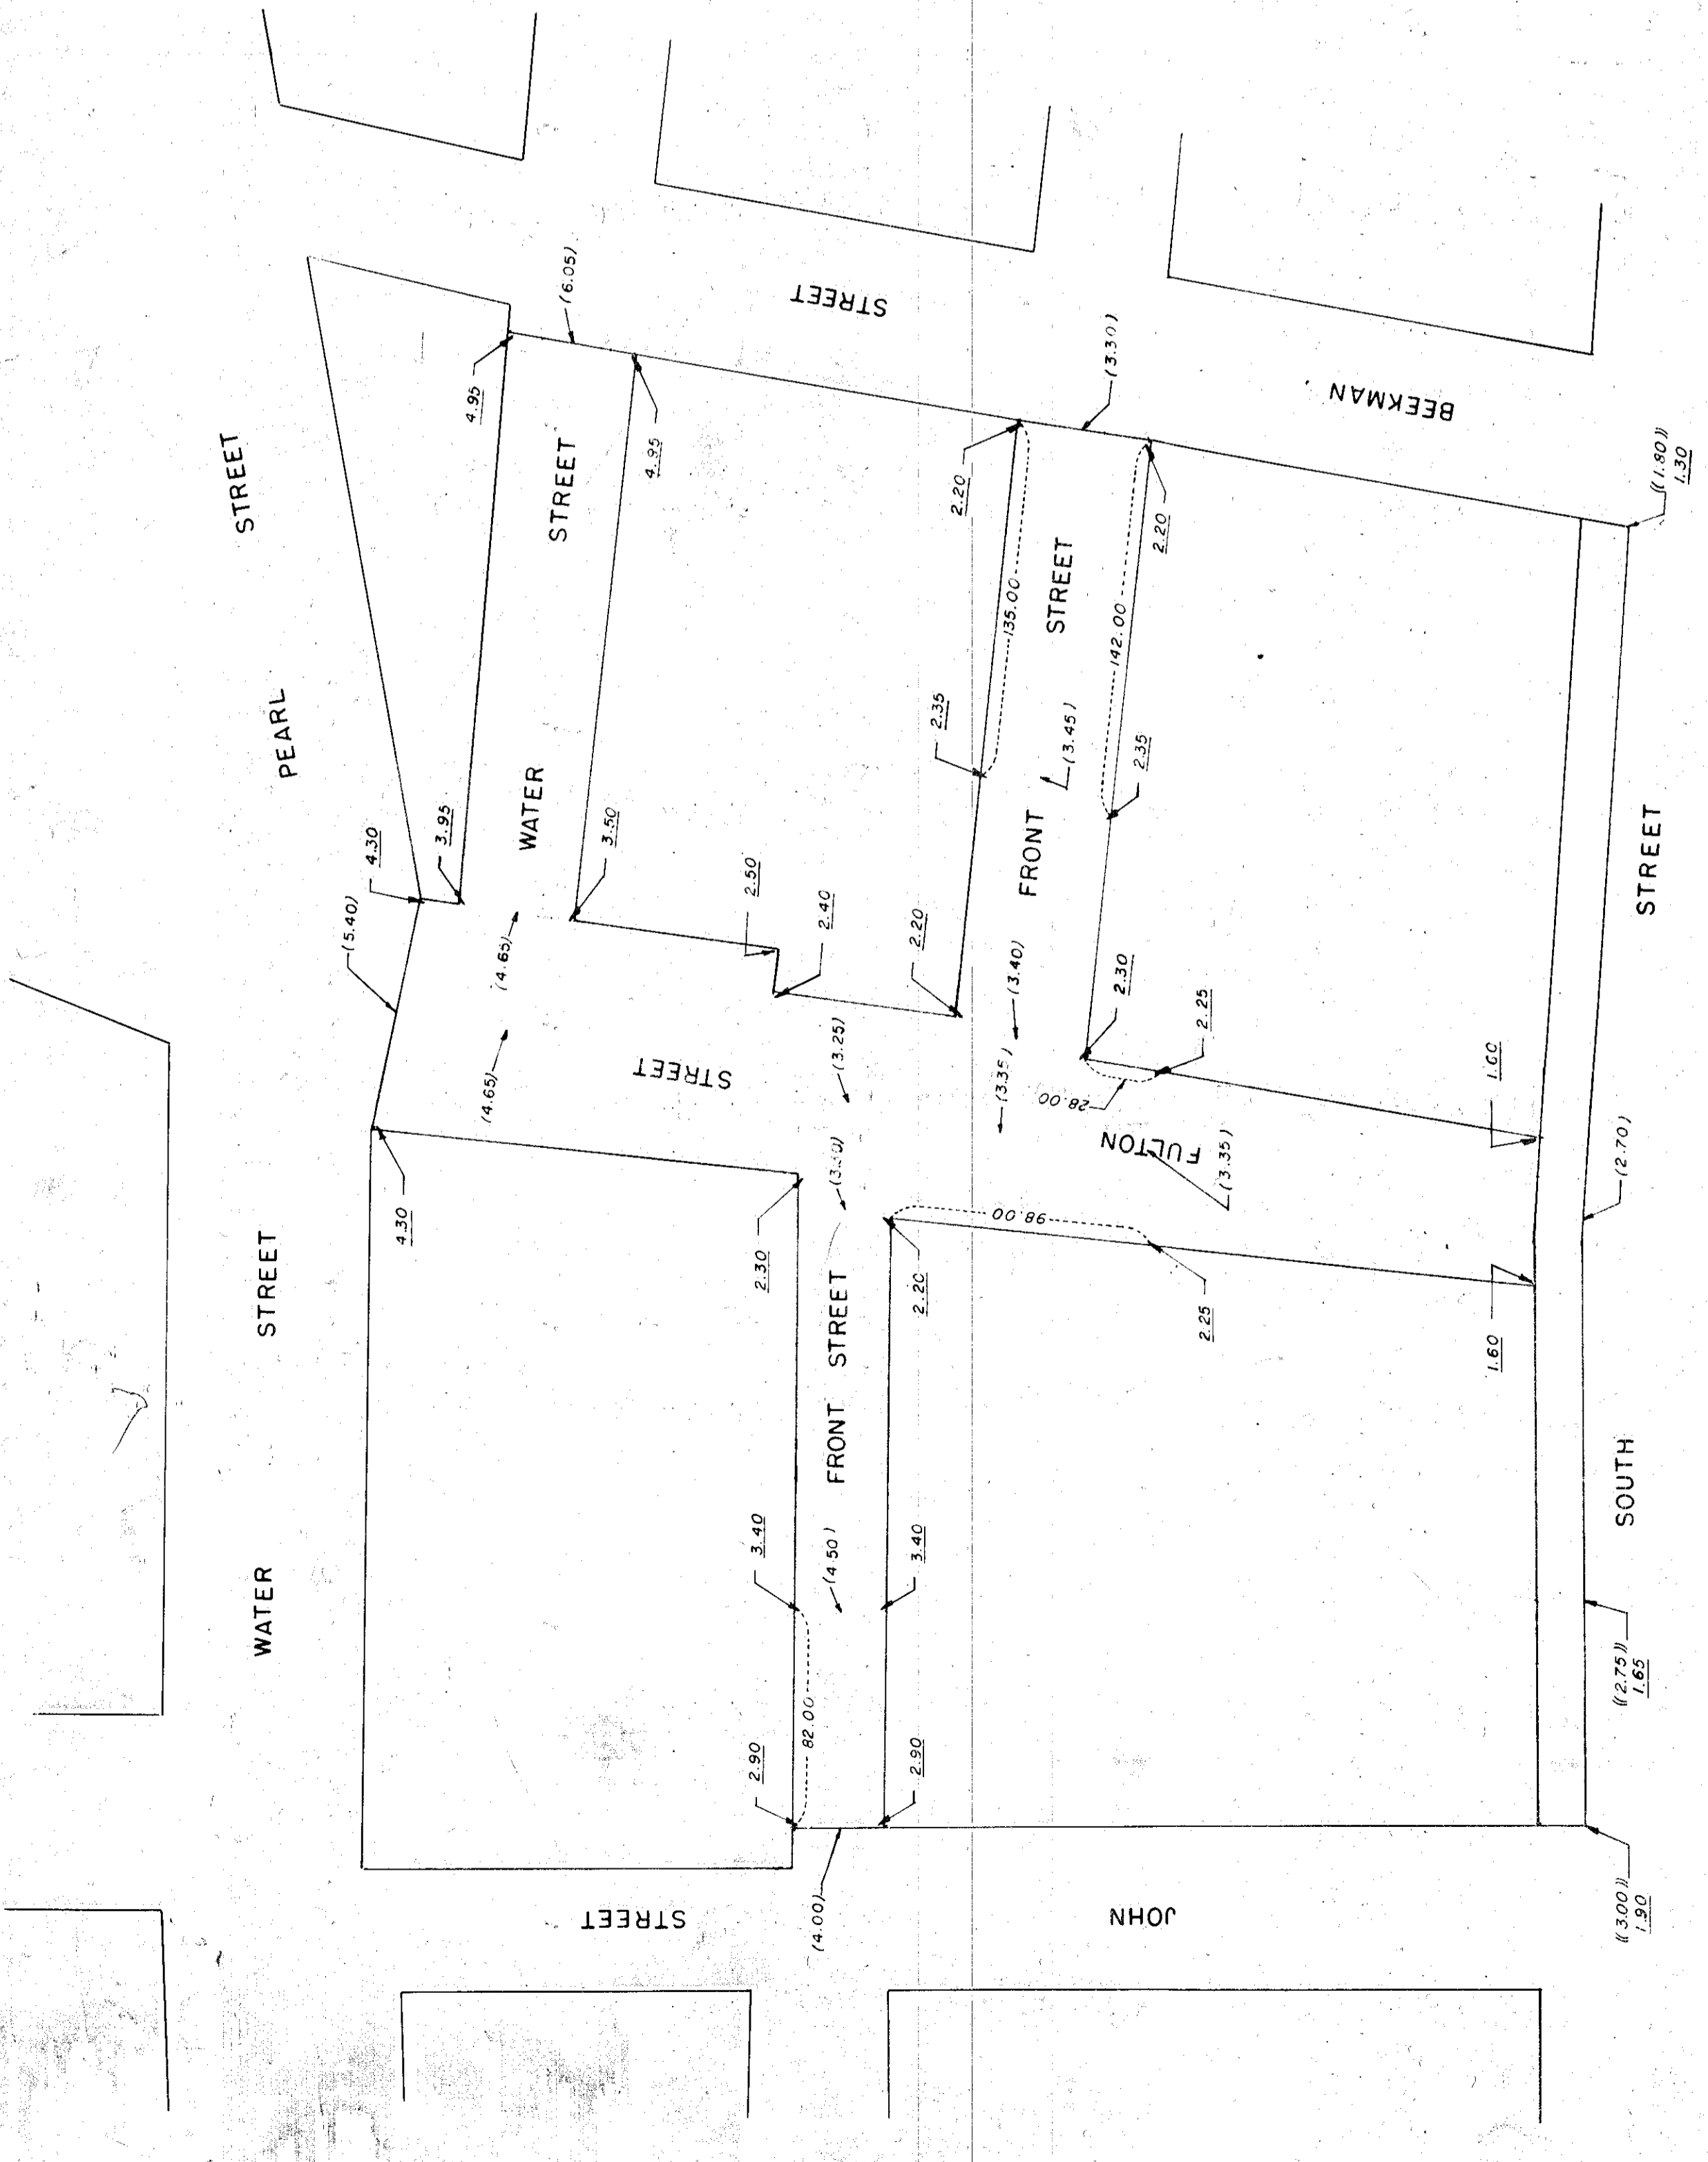 STREET
PEARL
STREET
WATER
4.30
3.95
(5.40)
4.95
4.95
(6.05)
STREET
WATER
3.50
2.50
2.40
2.20
(4.65)
(4.65)
STREET
4.30
STREET
BEEKMAN
(3.30)
2.20
135.00
2.35
STREET
FRONT
(3.45)
142.00
2.20
2.35
(3.40)
(3.35)
(3.25)
2.30
2.25
28.00
FULTON
(3.35)
98.00
2.20
2.25
2.30
FRONT STREET
3.40
(4.50)
3.40
82.00
2.90
2.90
(4.00)
STREET
JOHN
1.60
((1.80))
1.30
STREET
SOUTH
(2.70)
((2.75))
1.65
((3.00))
1.90